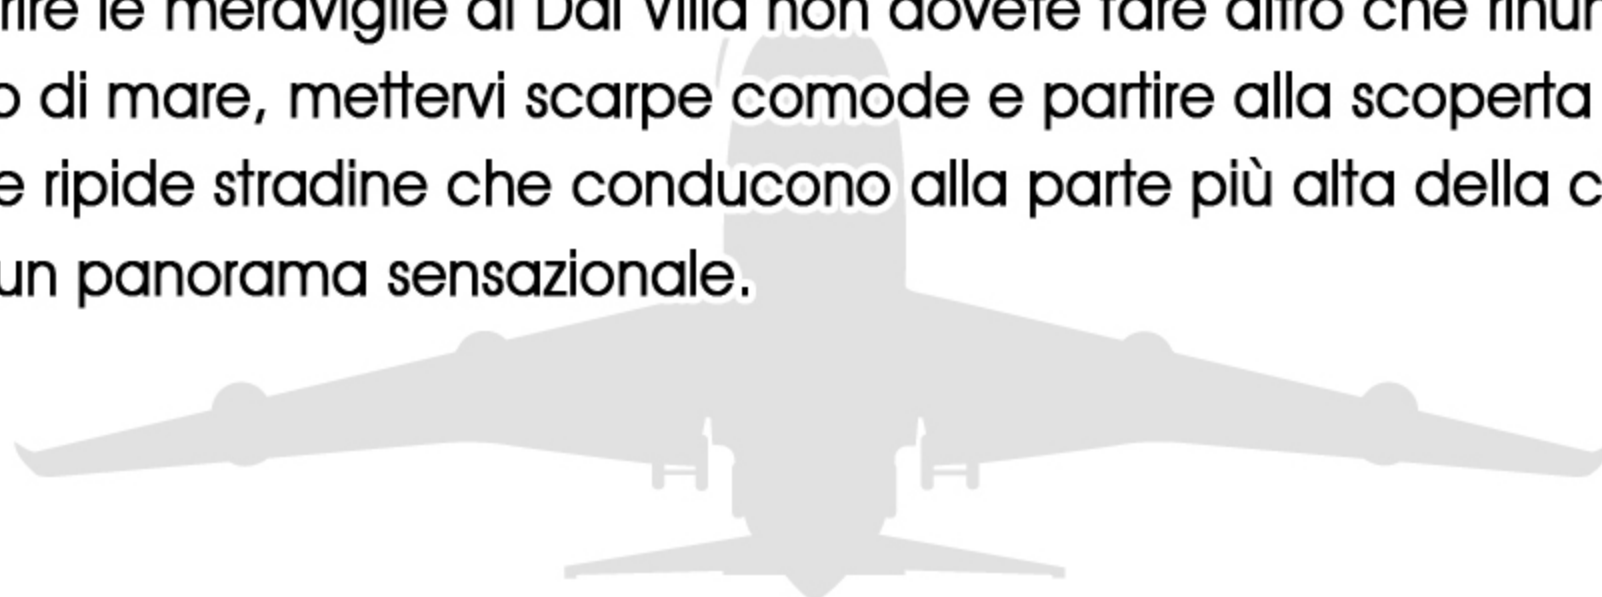 rire le meraviglie di Dal Villa non dovete fare altro che rinun
o di mare, mettervi scarpe comode e partire alla scoperta
e ripide stradine che conducono alla parte più alta della c
un panorama sensazionale.